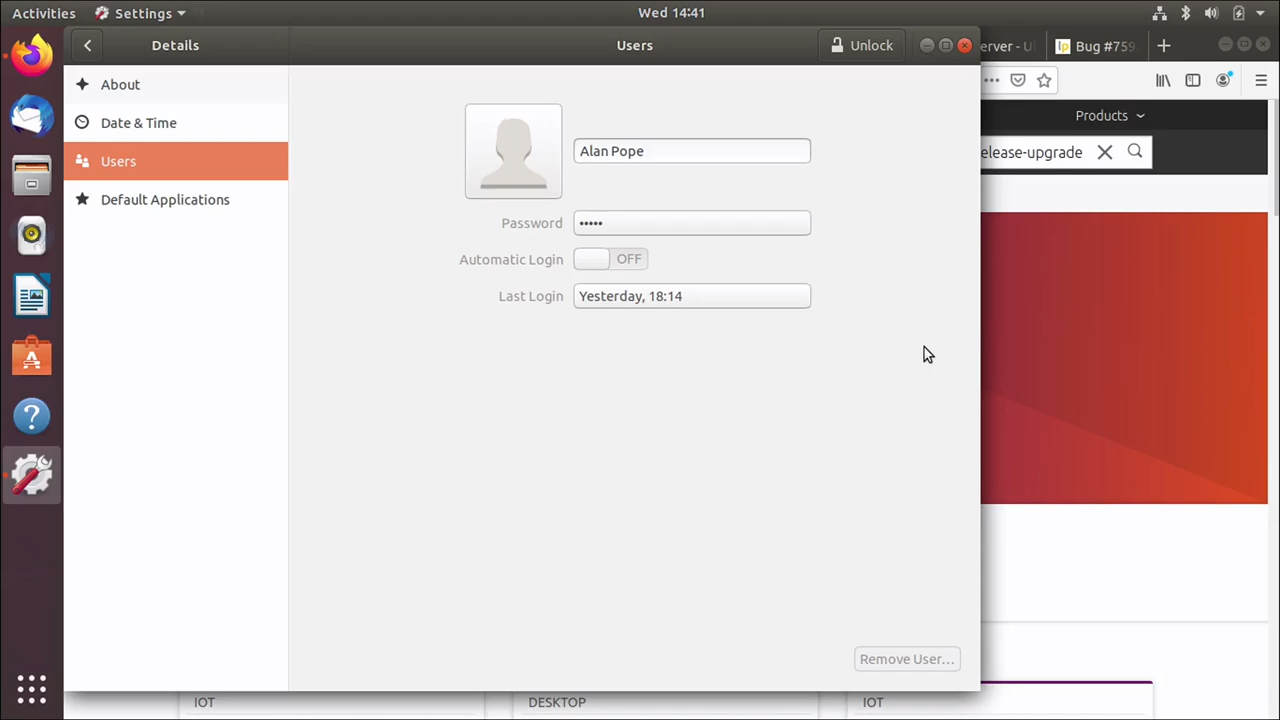 Activities Settings Wed 14:41
Details Users Unlock
erver - U Bug #759
About
Date & Time
Users
Default Applications
Alan Pope
Password •••••
Automatic Login OFF
Last Login Yesterday, 18:14
Remove User...
Products
elease-upgrade
IOT DESKTOP IOT